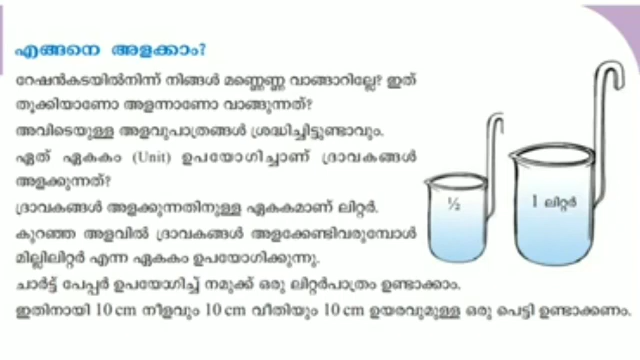 എങ്ങനെ അളക്കാം?
റേഷൻകടയിൽനിന്ന് നിങ്ങൾ മണ്ണെണ്ണ വാങ്ങാറില്ലേ? ഇത്
തൂക്കിയാണോ അളന്നാണോ വാങ്ങുന്നത്?
അവിടെയുള്ള അളവുപാത്രങ്ങൾ ശ്രദ്ധിച്ചിട്ടുണ്ടാവും.
ഏത് ഏകകം (Unit) ഉപയോഗിച്ചാണ് ദ്രാവകങ്ങൾ
അളക്കുന്നത്?
ദ്രാവകങ്ങൾ അളക്കുന്നതിനുള്ള ഏകകമാണ് ലിറ്റർ.
കുറഞ്ഞ അളവിൽ ദ്രാവകങ്ങൾ അളക്കേണ്ടിവരുമ്പോൾ
മില്ലിലിറ്റർ എന്ന ഏകകം ഉപയോഗിക്കുന്നു.
ചാർട്ട് പേപ്പർ ഉപയോഗിച്ച് നമുക്ക് ഒരു ലിറ്റർപാത്രം ഉണ്ടാക്കാം.
ഇതിനായി 10 cm നീളവും 10 cm വീതിയും 10 cm ഉയരവുമുള്ള ഒരു പെട്ടി ഉണ്ടാക്കണം.
½
1 ലിറ്റർ